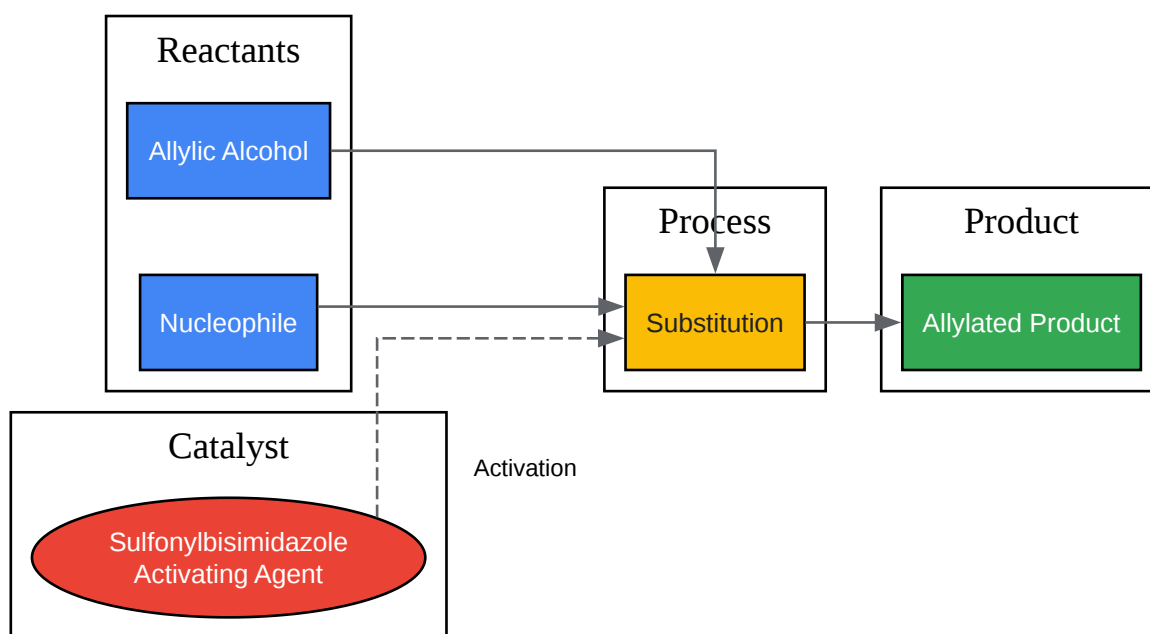 Reactants
Allylic Alcohol
Nucleophile
Process
Substitution
Product
Allylated Product
Catalyst
Sulfonylbisimidazole
Activating Agent
Activation